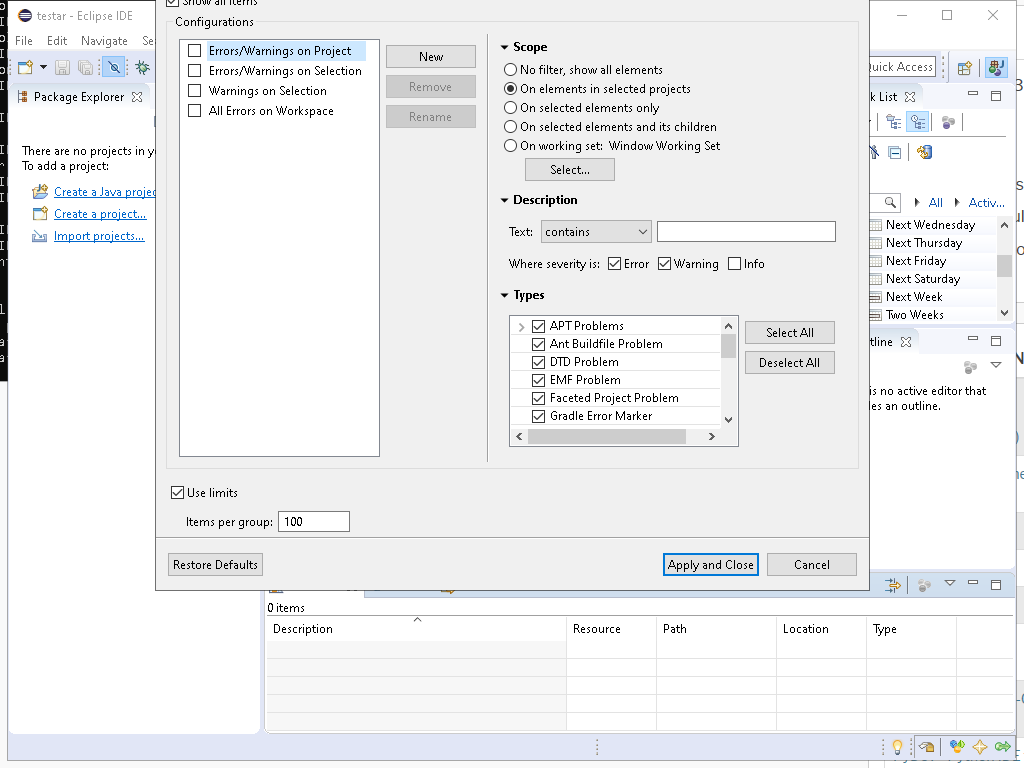 Show all items
testar - Eclipse IDE
File Edit Navigate Se
Configurations
Errors/Warnings on Project
Errors/Warnings on Selection
Warnings on Selection
All Errors on Workspace
New
Remove
Rename
Scope
No filter, show all elements
On elements in selected projects
On selected elements only
On selected elements and its children
On working set: Window Working Set
Select...
Description
Text: contains
Where severity is: Error Warning Info
Types
APT Problems
Ant Buildfile Problem
DTD Problem
EMF Problem
Faceted Project Problem
Gradle Error Marker
Select All
Deselect All
Use limits
Items per group: 100
Restore Defaults
Apply and Close
Cancel
Package Explorer
There are no projects in y
To add a project:
Create a Java projec
Create a project...
Import projects...
Quick Access
k List
All Activ...
Next Wednesday
Next Thursday
Next Friday
Next Saturday
Next Week
Two Weeks
tline
is no active editor that
les an outline.
0 items
Description Resource Path Location Type